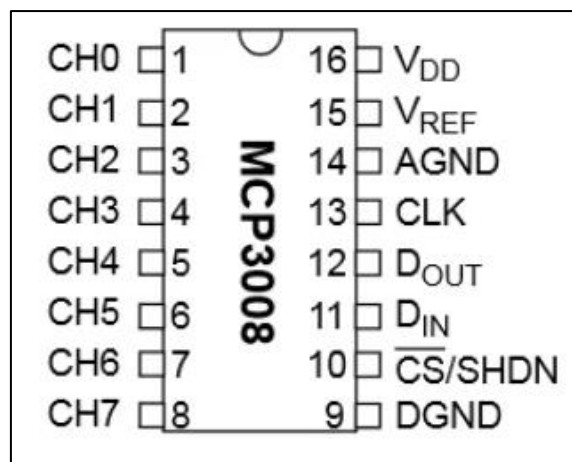 CH0 1 16 VDD
CH1 2 15 VREF
CH2 3 14 AGND
CH3 4 13 CLK
CH4 5 12 DOUT
CH5 6 11 DIN
CH6 7 10 C̅S̅/SHDN
CH7 8 9 DGND
MCP3008